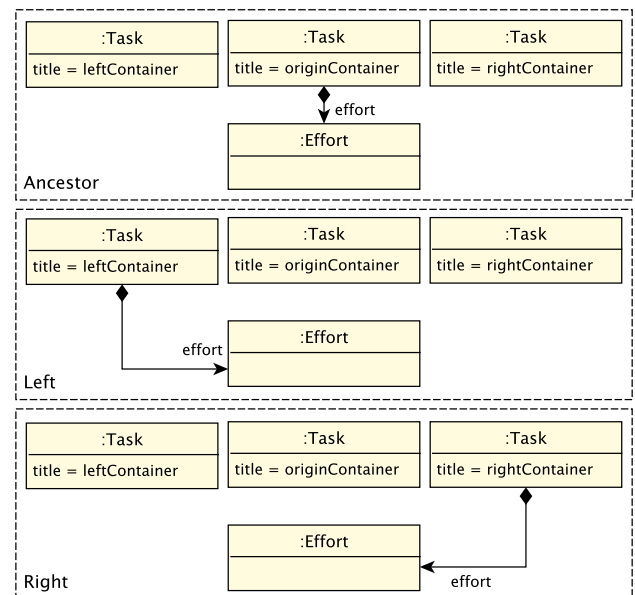 :Task
:Task
:Task
title = leftContainer
title = originContainer
title = rightContainer
effort
:Effort
Ancestor
:Task
:Task
:Task
title = leftContainer
title = originContainer
title = rightContainer
:Effort
effort
Left
:Task
:Task
:Task
title = leftContainer
title = originContainer
title = rightContainer
:Effort
effort
Right